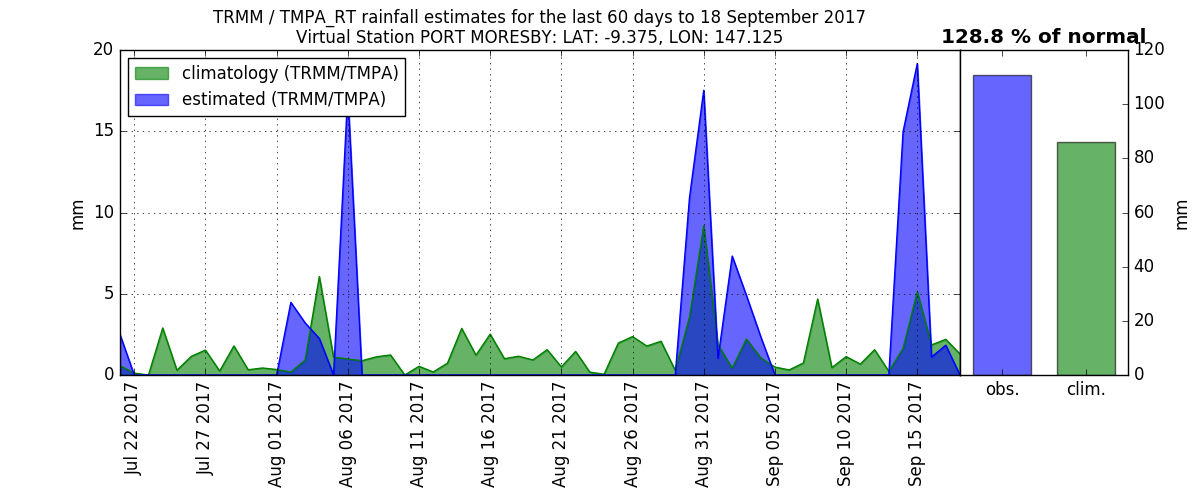 TRMM / TMPA_RT rainfall estimates for the last 60 days to 18 September 2017
Virtual Station PORT MORESBY: LAT: -9.375, LON: 147.125
128.8 % of normal
climatology (TRMM/TMPA)
estimated (TRMM/TMPA)
20
15
10
5
0
mm
Jul 22 2017
Jul 27 2017
Aug 01 2017
Aug 06 2017
Aug 11 2017
Aug 16 2017
Aug 21 2017
Aug 26 2017
Aug 31 2017
Sep 05 2017
Sep 10 2017
Sep 15 2017
obs.
clim.
120
100
80
60
40
20
0
mm